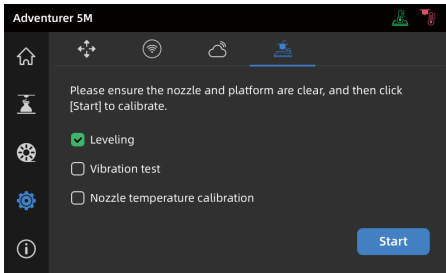 Adventurer 5M
Please ensure the nozzle and platform are clear, and then click
[Start] to calibrate.
Leveling
Vibration test
Nozzle temperature calibration
Start